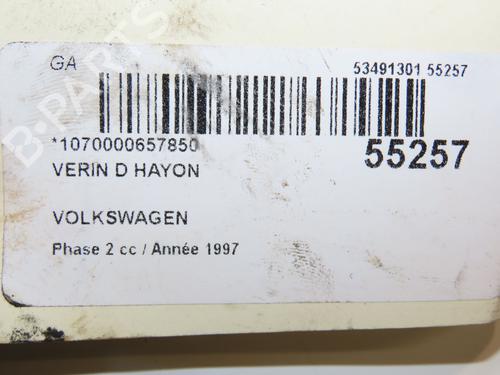 GA
53491301 55257
*1070000657850
55257
VERIN D HAYON
VOLKSWAGEN
Phase 2 cc / Année 1997
B-PARTS